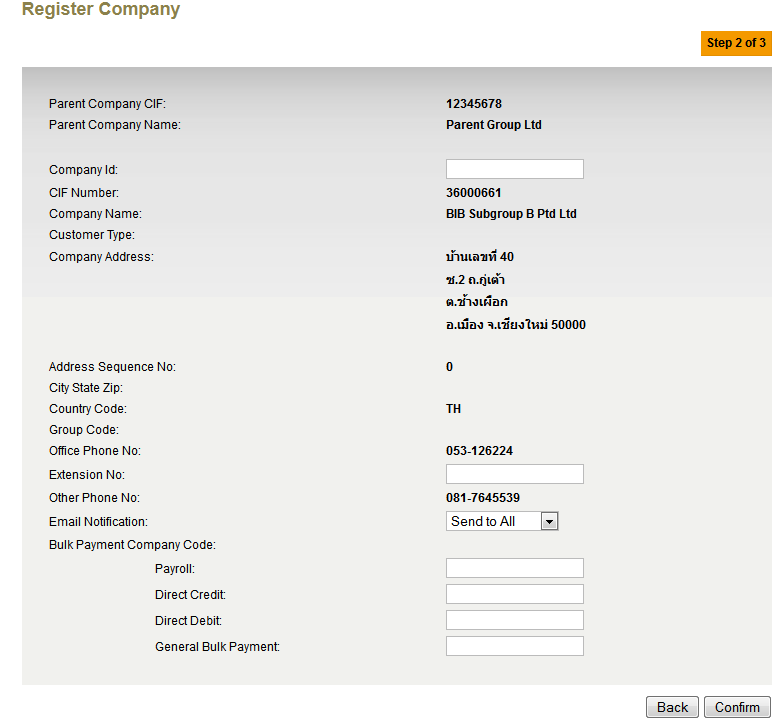 Register Company
Step 2 of 3
Parent Company CIF: 12345678
Parent Company Name: Parent Group Ltd
Company Id:
CIF Number: 36000661
Company Name: BIB Subgroup B Ptd Ltd
Customer Type:
Company Address: บ้านเลขที่ 40
ซ.2 ถ.กู่เต้า
ต.ช้างเผือก
อ.เมือง จ.เชียงใหม่ 50000
Address Sequence No: 0
City State Zip:
Country Code: TH
Group Code:
Office Phone No: 053-126224
Extension No:
Other Phone No: 081-7645539
Email Notification: Send to All
Bulk Payment Company Code:
Payroll:
Direct Credit:
Direct Debit:
General Bulk Payment:
Back Confirm